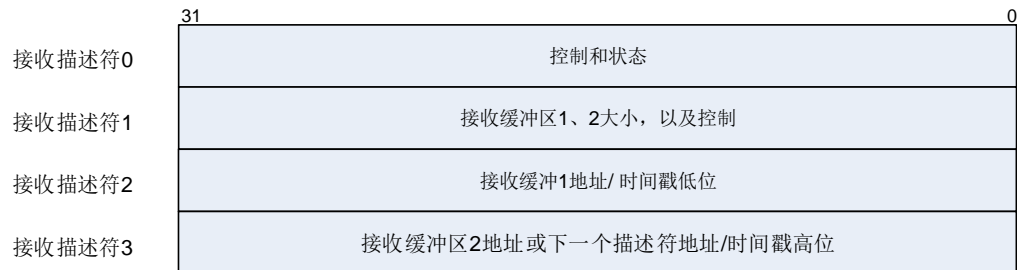 31 0
接收描述符0 控制和状态
接收描述符1 接收缓冲区1、2大小，以及控制
接收描述符2 接收缓冲1地址/ 时间戳低位
接收描述符3 接收缓冲区2地址或下一个描述符地址/时间戳高位